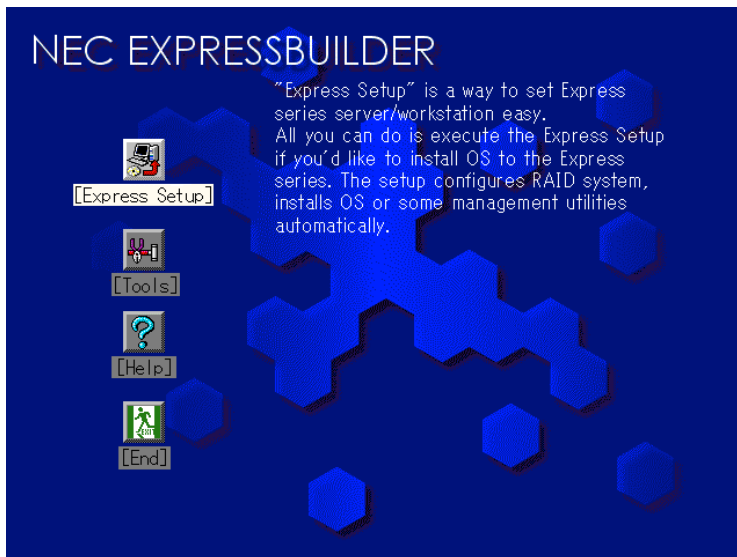 NEC EXPRESSBUILDER
"Express Setup" is a way to set Express
series server/workstation easy.
All you can do is execute the Express Setup
if you'd like to install OS to the Express
series. The setup configures RAID system,
installs OS or some management utilities
automatically.
[Express Setup]
[Tools]
[Help]
EXIT
[End]